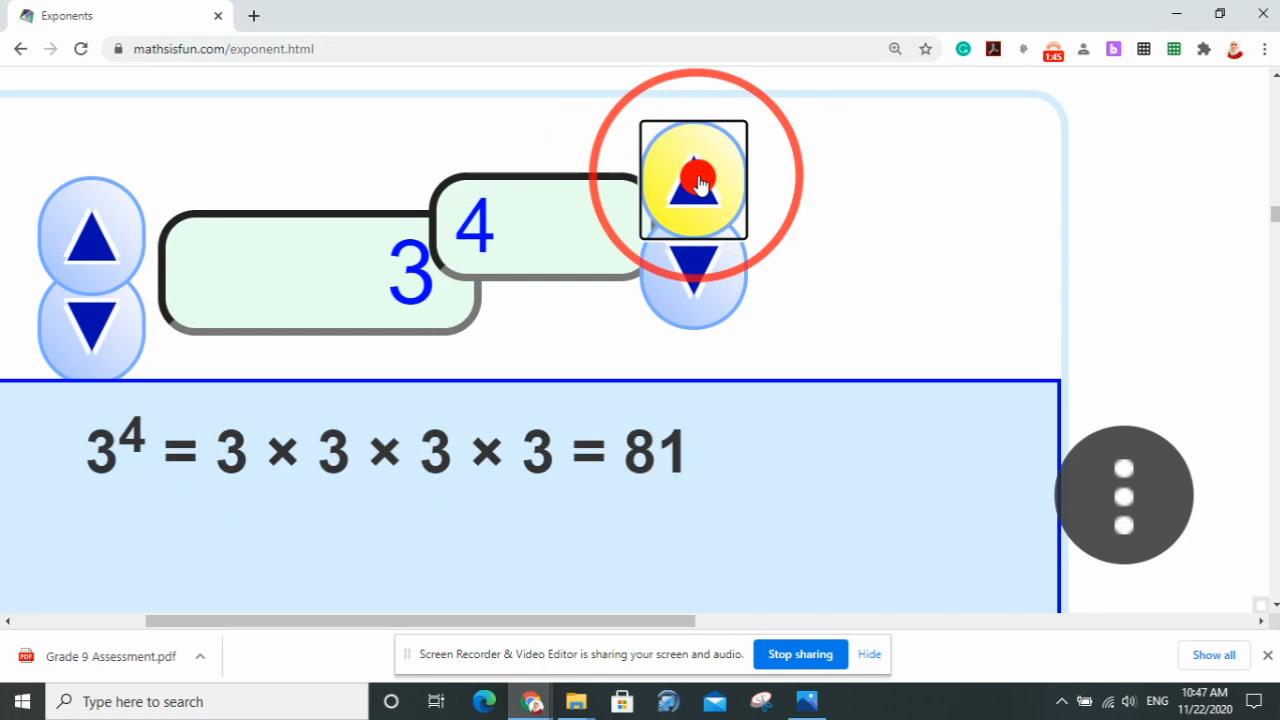 Exponents
mathsisfun.com/exponent.html
1:45
b
4
3
3⁴ = 3 × 3 × 3 × 3 = 81
Grade 9 Assessment.pdf
Screen Recorder & Video Editor is sharing your screen and audio.
Stop sharing
Hide
Show all
Type here to search
ENG
10:47 AM
11/22/2020